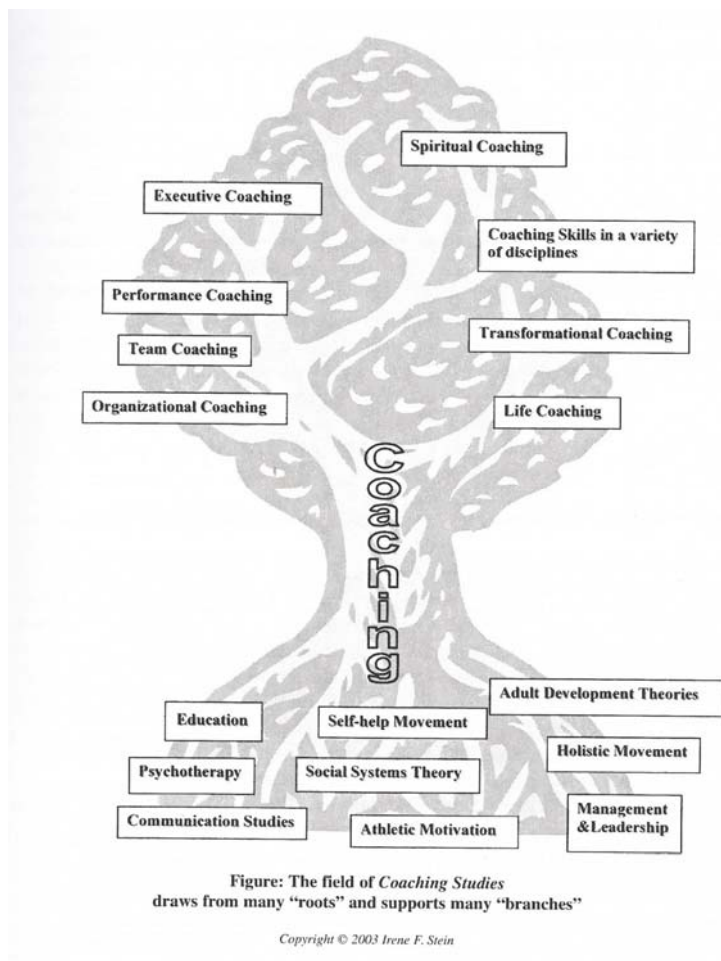 Spiritual Coaching
Executive Coaching
Coaching Skills in a variety
of disciplines
Performance Coaching
Transformational Coaching
Team Coaching
Organizational Coaching
Life Coaching
Coaching
Adult Development Theories
Education
Self-help Movement
Holistic Movement
Psychotherapy
Social Systems Theory
Management
&Leadership
Communication Studies
Athletic Motivation
Figure: The field of Coaching Studies
draws from many “roots” and supports many “branches”
Copyright © 2003 Irene F. Stein